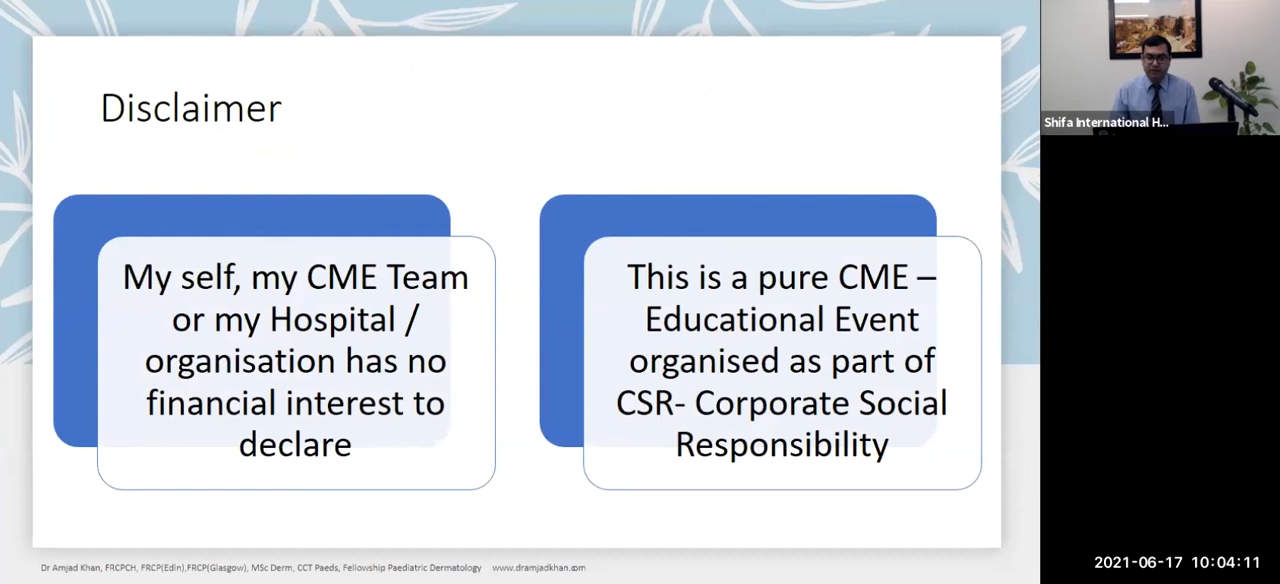 Disclaimer
My self, my CME Team
or my Hospital /
organisation has no
financial interest to
declare
This is a pure CME –
Educational Event
organised as part of
CSR- Corporate Social
Responsibility
Dr Amjad Khan, FRCPCH, FRCP(Edin),FRCP(Glasgow), MSc Derm, CCT Paeds, Fellowship Paediatric Dermatology www.dramjadkhan.com
Shifa International H...
2021-06-17 10:04:11